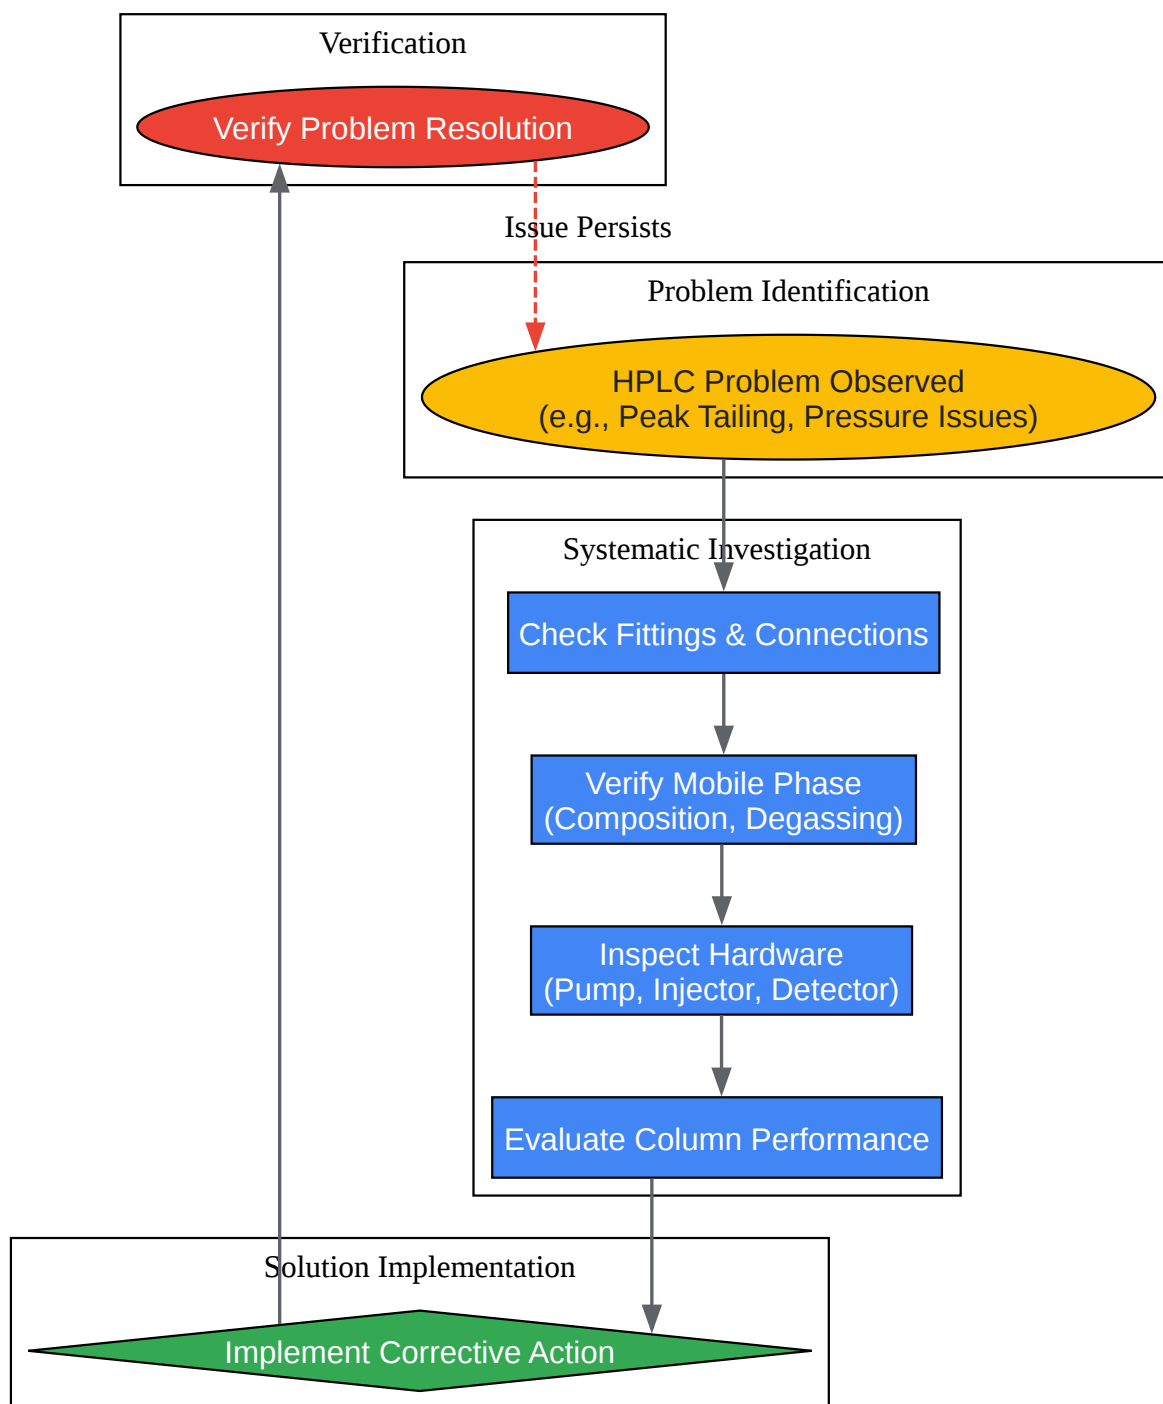 Verification
Verify Problem Resolution
Issue Persists
Problem Identification
HPLC Problem Observed
(e.g., Peak Tailing, Pressure Issues)
Systematic Investigation
Check Fittings & Connections
Verify Mobile Phase
(Composition, Degassing)
Inspect Hardware
(Pump, Injector, Detector)
Evaluate Column Performance
Solution Implementation
Implement Corrective Action